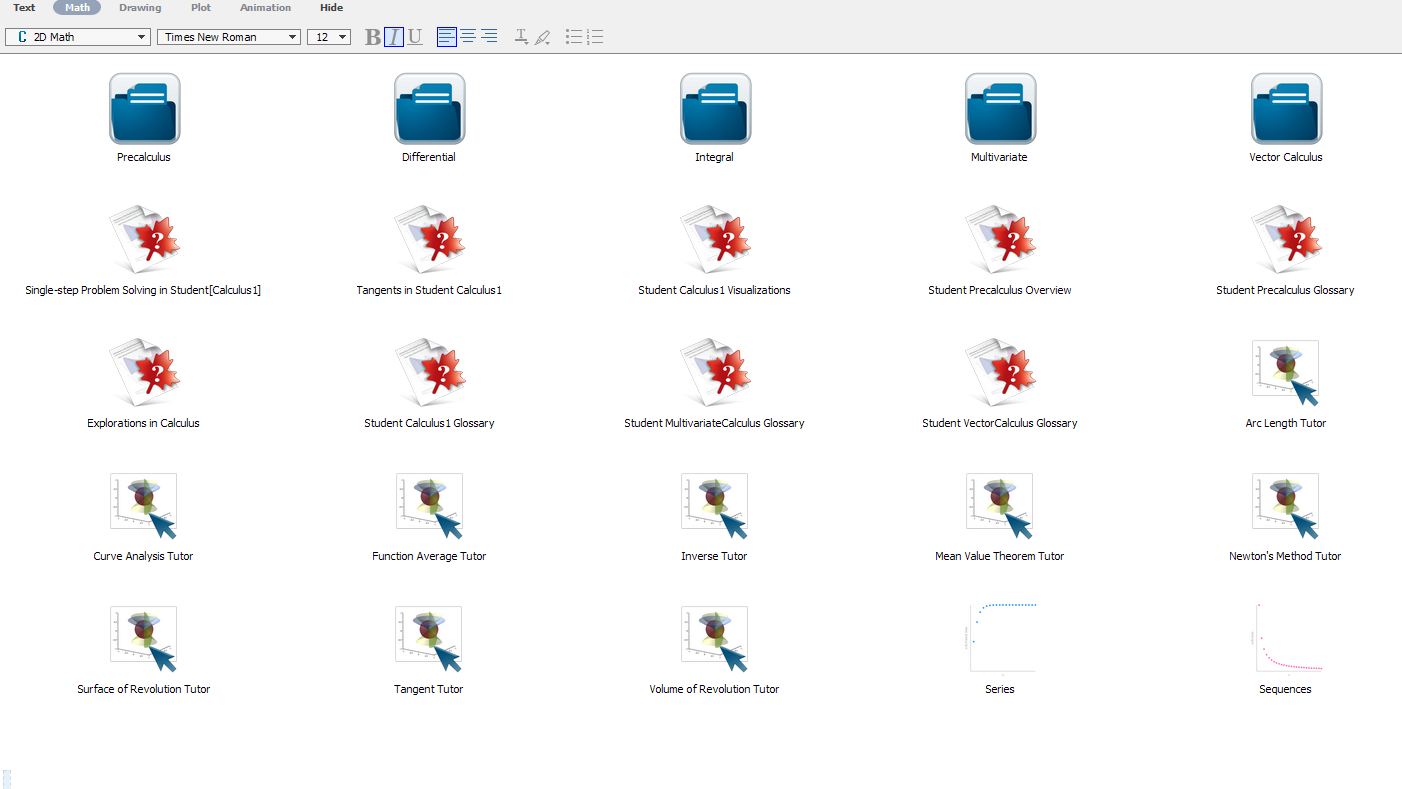 Text Math Drawing Plot Animation Hide
C 2D Math Times New Roman 12 B I U
Precalculus Differential Integral Multivariate Vector Calculus
Single-step Problem Solving in Student[Calculus1] Tangents in Student Calculus1 Student Calculus1 Visualizations Student Precalculus Overview Student Precalculus Glossary
Explorations in Calculus Student Calculus1 Glossary Student MultivariateCalculus Glossary Student VectorCalculus Glossary Arc Length Tutor
Curve Analysis Tutor Function Average Tutor Inverse Tutor Mean Value Theorem Tutor Newton's Method Tutor
Surface of Revolution Tutor Tangent Tutor Volume of Revolution Tutor Series Sequences